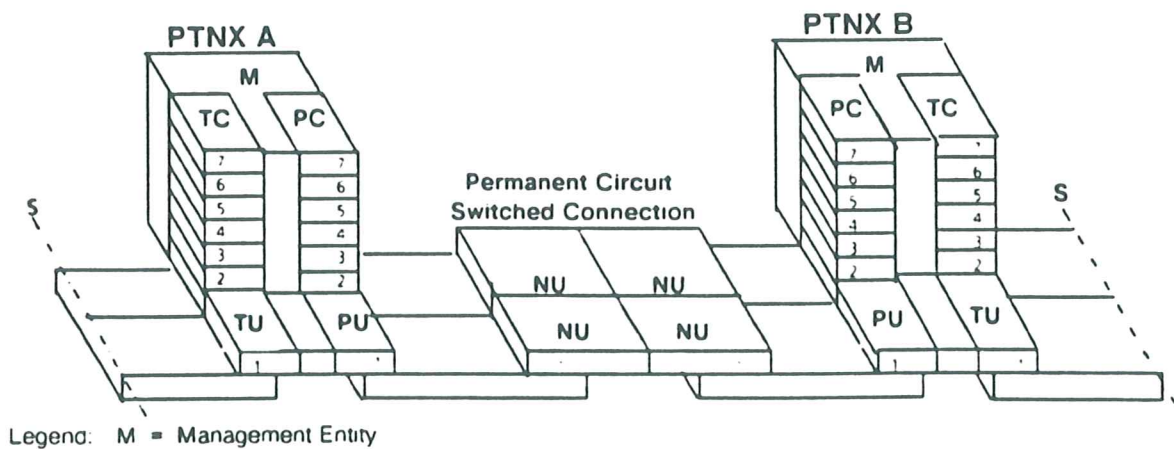 PTNX A
PTNX B
M
M
TC PC
PC TC
7 7
6 6
5 5
4 4
3 3
2 2
7
6 6
5 5
4 4
3 3
2 2
S
S
Permanent Circuit
Switched Connection
NU NU
NU NU
TU PU
PU TU
1
1
Legend: M = Management Entity